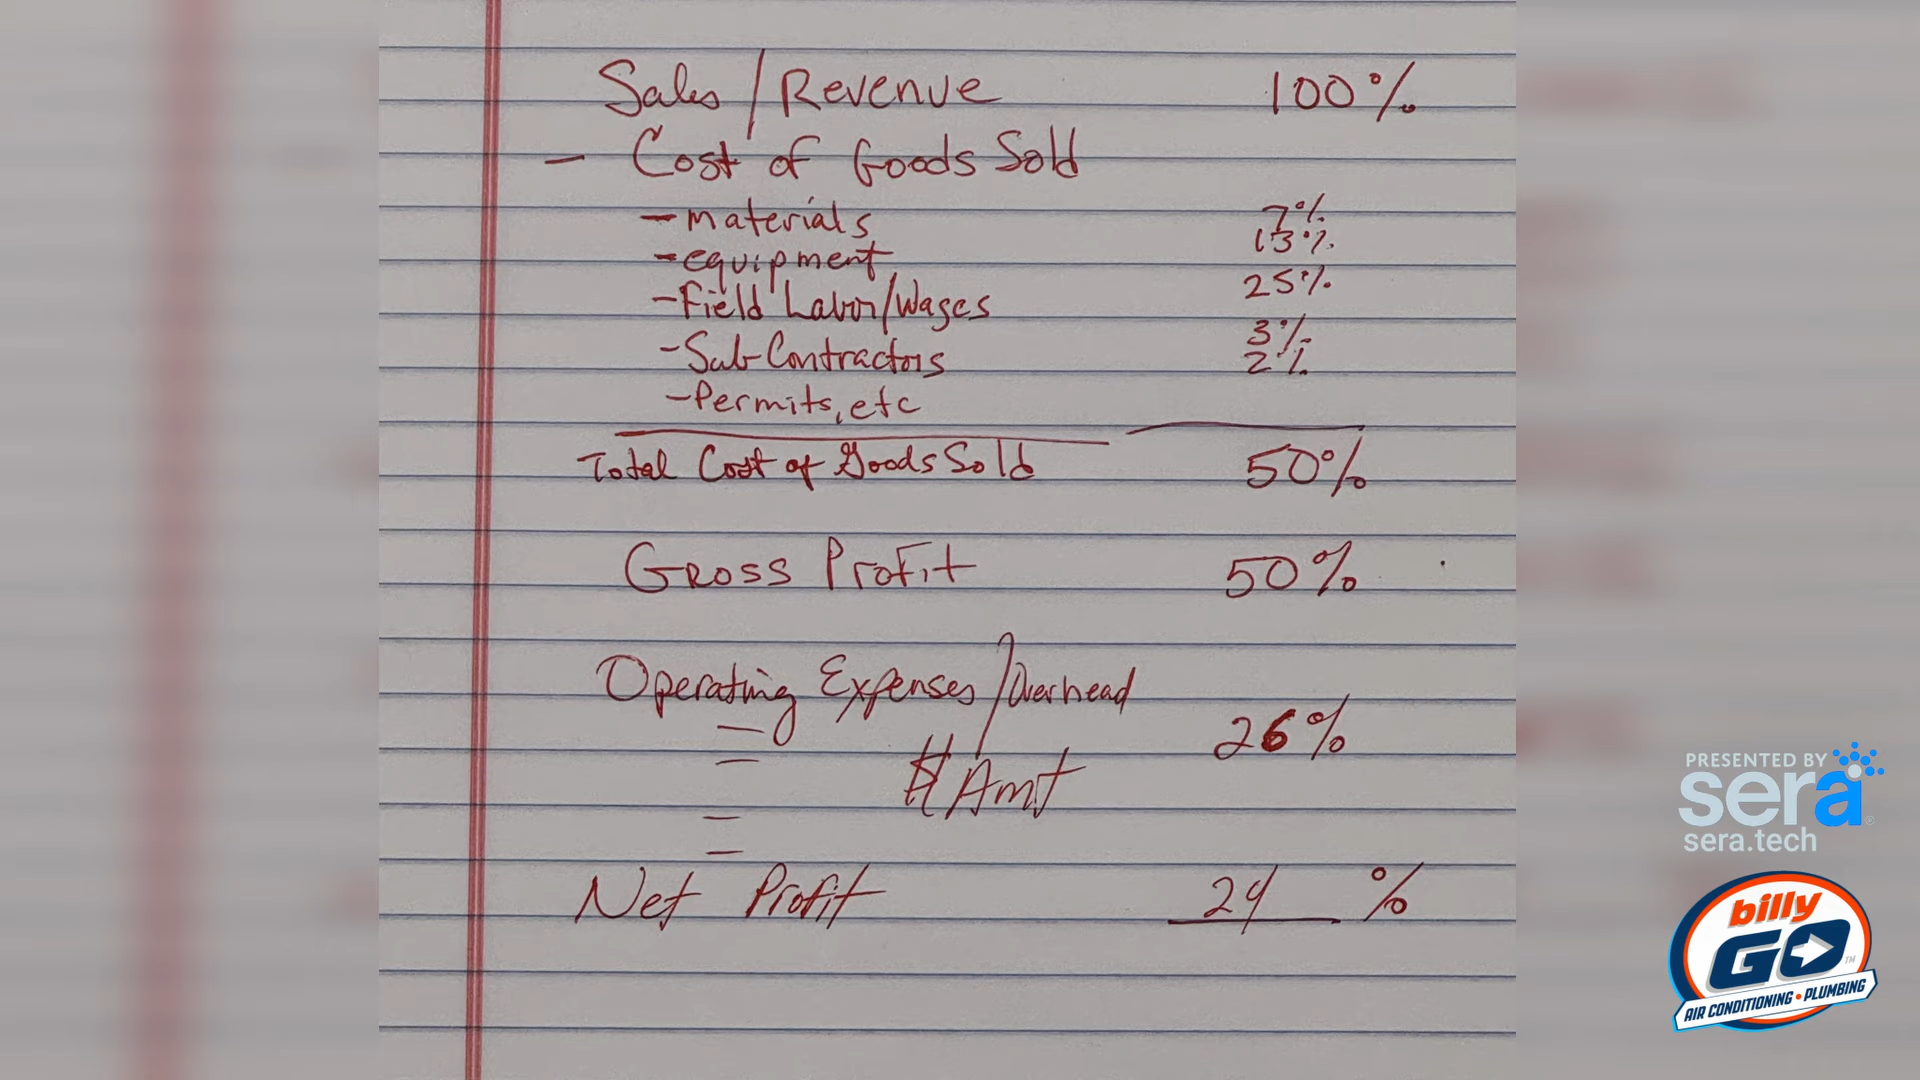 Sales/Revenue 100%
- Cost of Goods Sold
- materials 7%
- equipment 13%
- Field Labor/Wages 25%
- Sub Contractors 3%
- Permits, etc 2%
Total Cost of Goods Sold 50%
Gross Profit 50%
Operating Expenses/Overhead 26%
$ Amt
Net Profit 24 %
PRESENTED BY
sera
sera.tech
billy
GO™
AIR CONDITIONING • PLUMBING